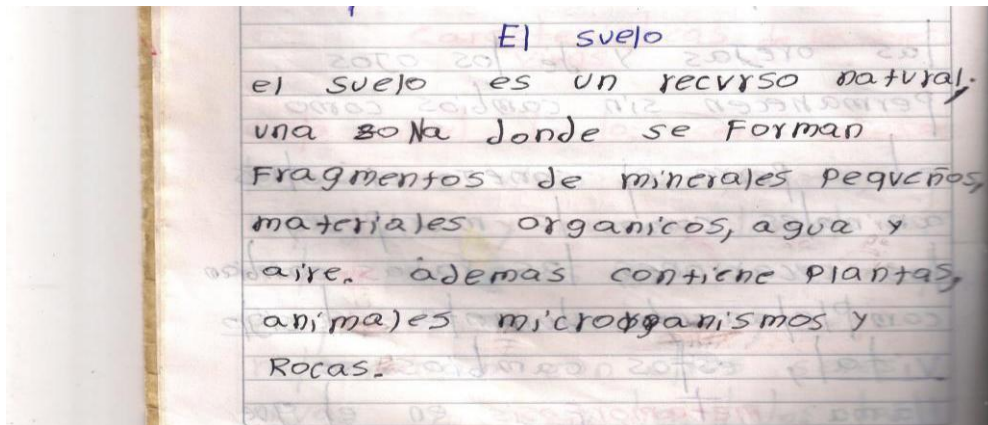 El suelo
el suelo es un recurso natural.
una zona donde se Forman
Fragmentos de minerales pequeños,
materiales organicos, agua y
aire. ademas contiene plantas,
animales microorganismos y
Rocas.